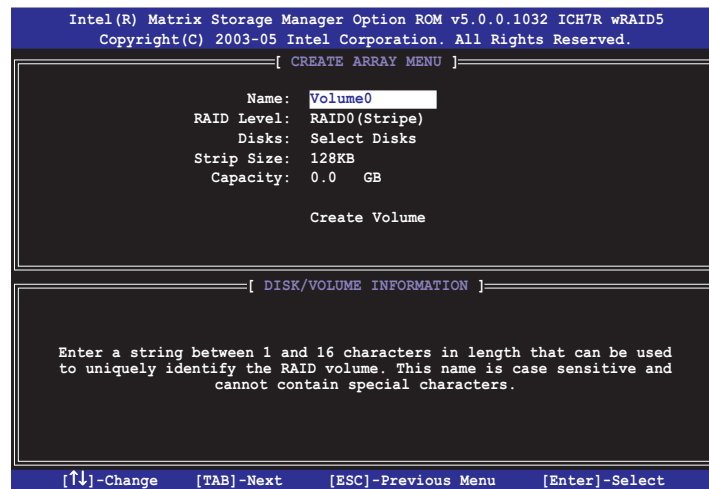 Intel(R) Matrix Storage Manager Option ROM v5.0.0.1032 ICH7R wRAID5
Copyright(C) 2003-05 Intel Corporation. All Rights Reserved.
[ CREATE ARRAY MENU ]
Name: Volume0
RAID Level: RAID0(Stripe)
Disks: Select Disks
Strip Size: 128KB
Capacity: 0.0 GB
Create Volume
[ DISK/VOLUME INFORMATION ]
Enter a string between 1 and 16 characters in length that can be used
to uniquely identify the RAID volume. This name is case sensitive and
cannot contain special characters.
[↑↓]-Change [TAB]-Next [ESC]-Previous Menu [Enter]-Select